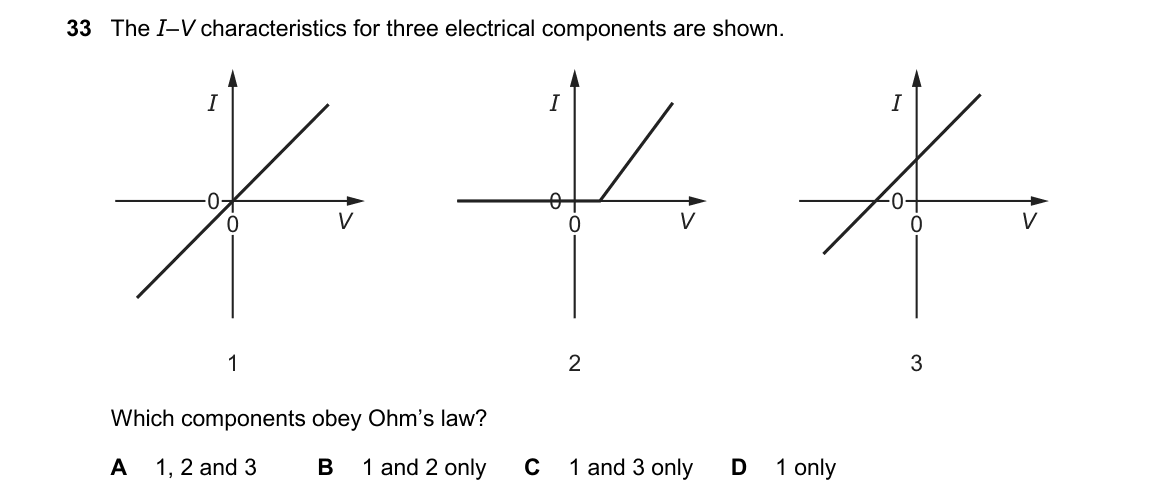 33 The I–V characteristics for three electrical components are shown.
I I I
0 0 0
0 V 0 V 0 V
1 2 3
Which components obey Ohm’s law?
A 1, 2 and 3 B 1 and 2 only C 1 and 3 only D 1 only